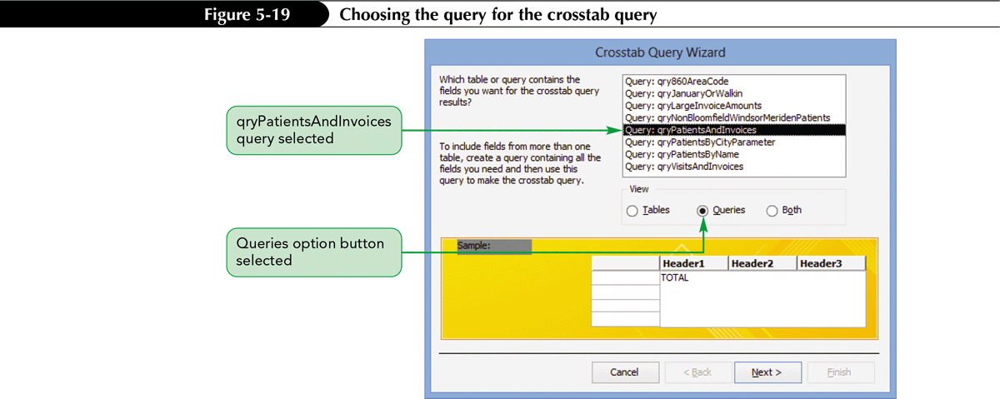 Figure 5-19 Choosing the query for the crosstab query
Crosstab Query Wizard
Which table or query contains the
fields you want for the crosstab query
results?
To include fields from more than one
table, create a query containing all the
fields you need and then use this
query to make the crosstab query.
Query: qry860AreaCode
Query: qryJanuaryOrWalkin
Query: qryLargeInvoiceAmounts
Query: qryNonBloomfieldWindsorMeridenPatients
Query: qryPatientsAndInvoices
Query: qryPatientsByCityParameter
Query: qryPatientsByName
Query: qryVisitsAndInvoices
qryPatientsAndInvoices
query selected
View
Tables Queries Both
Queries option button
selected
Sample:
Header1 Header2 Header3
TOTAL
Cancel < Back Next > Finish